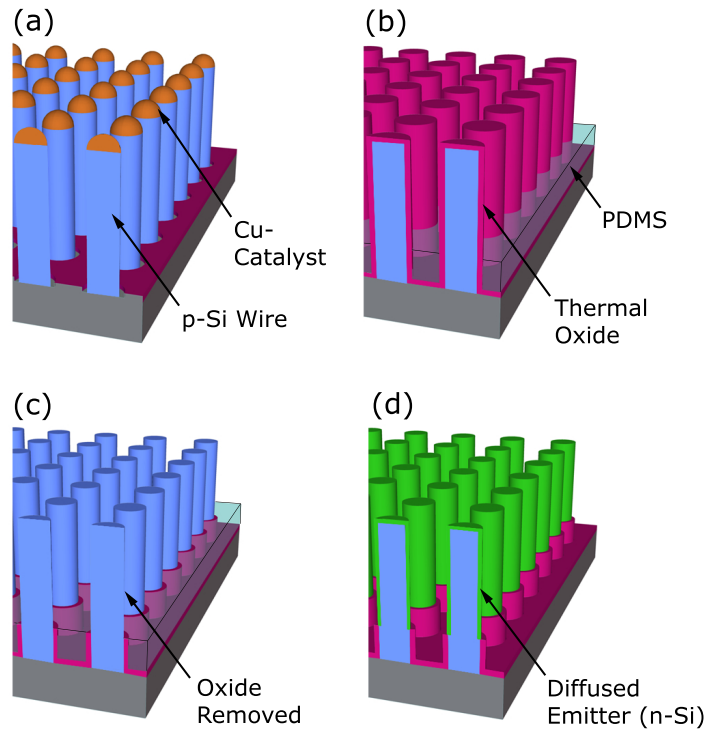 (a)
Cu-
Catalyst
p-Si Wire
(b)
PDMS
Thermal
Oxide
(c)
Oxide
Removed
(d)
Diffused
Emitter (n-Si)